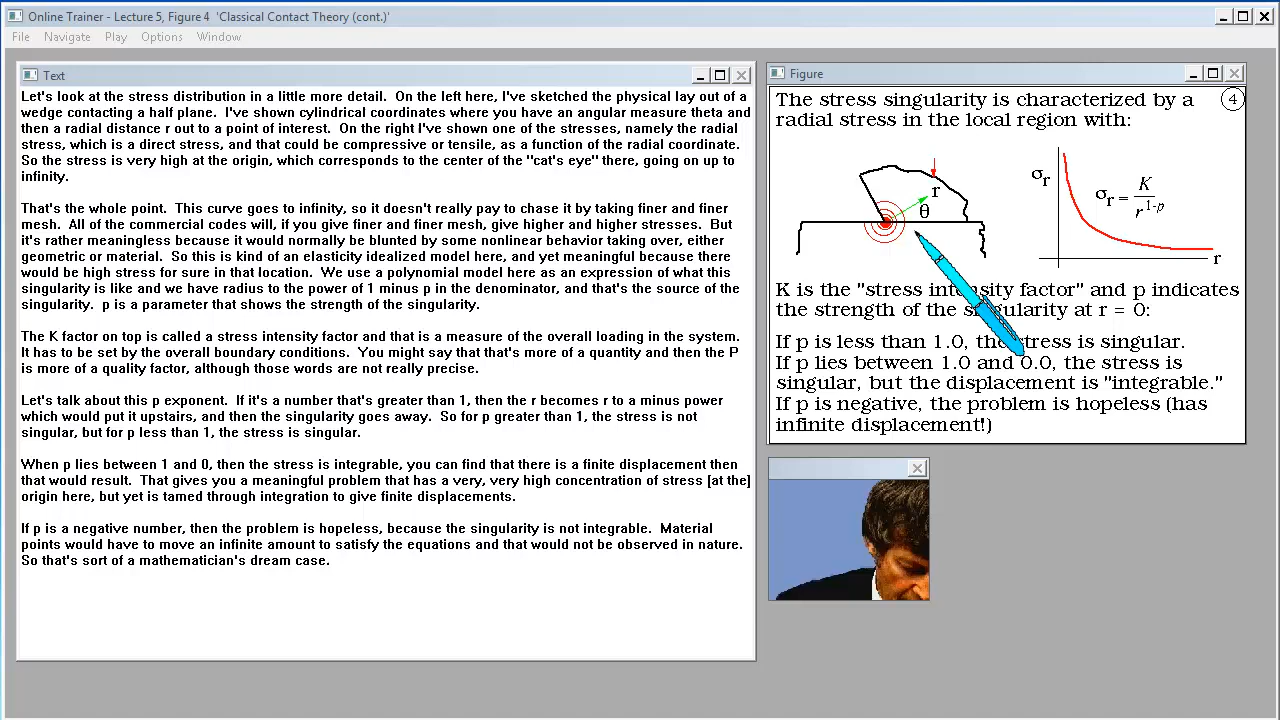 Online Trainer - Lecture 5, Figure 4  'Classical Contact Theory (cont.)'
File Navigate Play Options Window
Text
Let's look at the stress distribution in a little more detail.  On the left here, I've sketched the physical lay out of a
wedge contacting a half plane.  I've shown cylindrical coordinates where you have an angular measure theta and
then a radial distance r out to a point of interest.  On the right I've shown one of the stresses, namely the radial
stress, which is a direct stress, and that could be compressive or tensile, as a function of the radial coordinate.
So the stress is very high at the origin, which corresponds to the center of the "cat's eye" there, going on up to
infinity.
That's the whole point.  This curve goes to infinity, so it doesn't really pay to chase it by taking finer and finer
mesh.  All of the commercial codes will, if you give finer and finer mesh, give higher and higher stresses.  But
it's rather meaningless because it would normally be blunted by some nonlinear behavior taking over, either
geometric or material.  So this is kind of an elasticity idealized model here, and yet meaningful because there
would be high stress for sure in that location.  We use a polynomial model here as an expression of what this
singularity is like and we have radius to the power of 1 minus p in the denominator, and that's the source of the
singularity.  p is a parameter that shows the strength of the singularity.
The K factor on top is called a stress intensity factor and that is a measure of the overall loading in the system.
It has to be set by the overall boundary conditions.  You might say that that's more of a quantity and then the P
is more of a quality factor, although those words are not really precise.
Let's talk about this p exponent.  If it's a number that's greater than 1, then the r becomes r to a minus power
which would put it upstairs, and then the singularity goes away.  So for p greater than 1, the stress is not
singular, but for p less than 1, the stress is singular.
When p lies between 1 and 0, then the stress is integrable, you can find that there is a finite displacement then
that would result.  That gives you a meaningful problem that has a very, very high concentration of stress [at the]
origin here, but yet is tamed through integration to give finite displacements.
If p is a negative number, then the problem is hopeless, because the singularity is not integrable.  Material
points would have to move an infinite amount to satisfy the equations and that would not be observed in nature.
So that's sort of a mathematician's dream case.
Figure
The stress singularity is characterized by a
radial stress in the local region with:
4
r
θ
σr
σr = K / r^1-p
r
K is the "stress intensity factor" and p indicates
the strength of the singularity at r = 0:
If p is less than 1.0, the stress is singular.
If p lies between 1.0 and 0.0, the stress is
singular, but the displacement is "integrable."
If p is negative, the problem is hopeless (has
infinite displacement!)